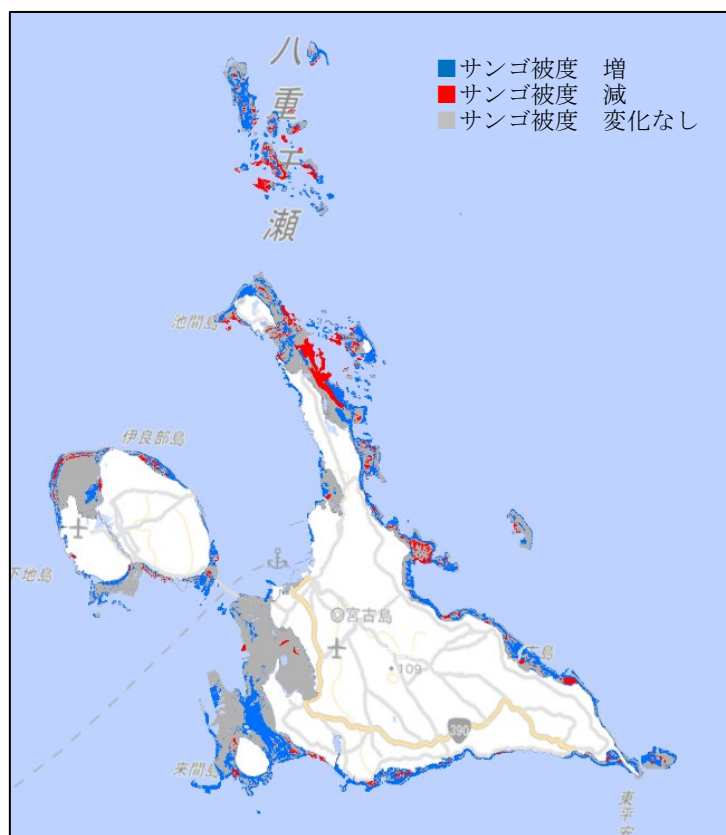 サンゴ被度 増
サンゴ被度 減
サンゴ被度 変化なし
八重干瀬
池間島
伊良部島
下地島
宮古島
109
390
来間島